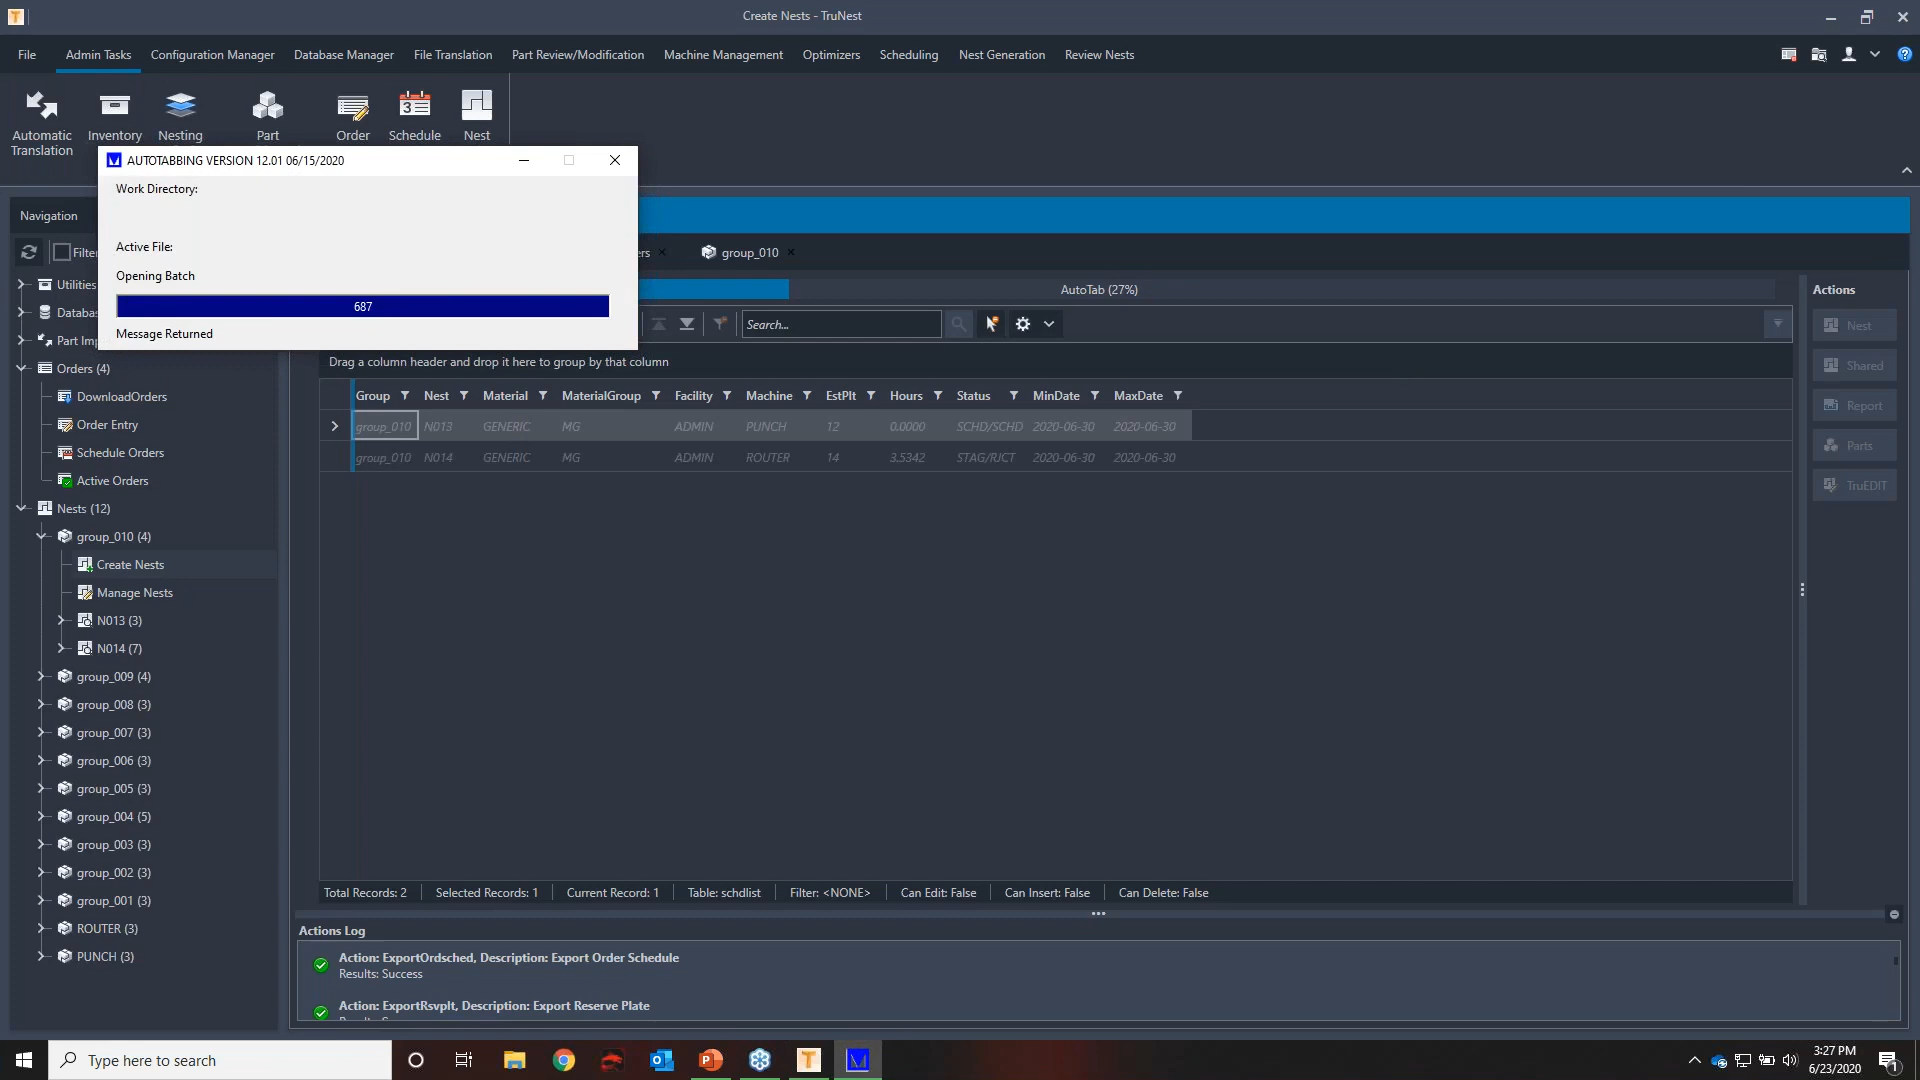 Create Nests - TruNest
File
Admin Tasks
Configuration Manager
Database Manager
File Translation
Part Review/Modification
Machine Management
Optimizers
Scheduling
Nest Generation
Review Nests
Automatic
Translation
Inventory
Nesting
Part
Order
Schedule
Nest
AUTOTABBING VERSION 12.01 06/15/2020
Work Directory:
Active File:
Opening Batch
687
Message Returned
Navigation
Filte
Utilities
Databas
Part Im
Orders (4)
DownloadOrders
Order Entry
Schedule Orders
Active Orders
Nests (12)
group_010 (4)
Create Nests
Manage Nests
N013 (3)
N014 (7)
group_009 (4)
group_008 (3)
group_007 (3)
group_006 (3)
group_005 (3)
group_004 (5)
group_003 (3)
group_002 (3)
group_001 (3)
ROUTER (3)
PUNCH (3)
ers
group_010
AutoTab (27%)
Search...
Drag a column header and drop it here to group by that column
Group Nest Material MaterialGroup Facility Machine EstPlt Hours Status MinDate MaxDate
group_010 N013 GENERIC MG ADMIN PUNCH 12 0.0000 SCHD/SCHD 2020-06-30 2020-06-30
group_010 N014 GENERIC MG ADMIN ROUTER 14 3.5342 STAG/RJCT 2020-06-30 2020-06-30
Total Records: 2 Selected Records: 1 Current Record: 1 Table: schdlist Filter: <NONE> Can Edit: False Can Insert: False Can Delete: False
Actions
Nest
Shared
Report
Parts
TruEDIT
Actions Log
Action: ExportOrdsched, Description: Export Order Schedule
Results: Success
Action: ExportRsvplt, Description: Export Reserve Plate
Type here to search
3:27 PM
6/23/2020
1